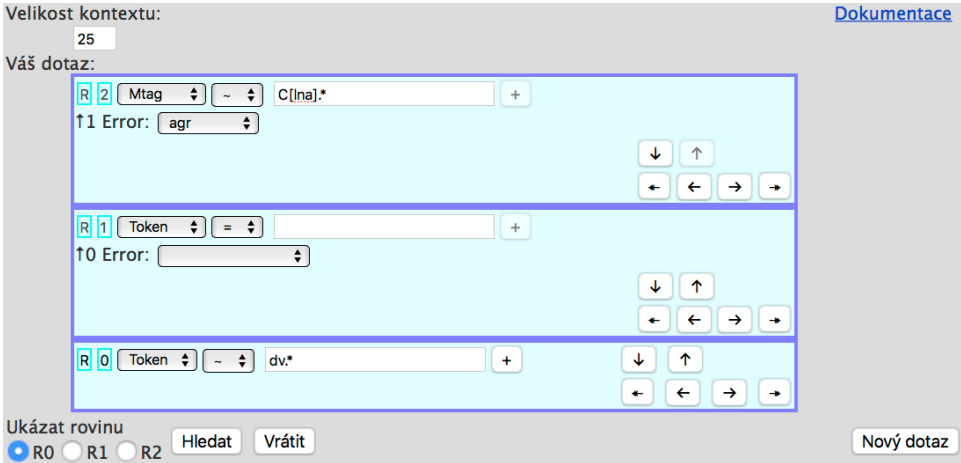 Velikost kontextu: Dokumentace
25
Váš dotaz:
R 2 Mtag ~ C[lna].* +
↑1 Error: agr
↓ ↑
↞ ← → ↠
R 1 Token = +
↑0 Error:
↓ ↑
↞ ← → ↠
R 0 Token ~ dv.* + ↓ ↑
↞ ← → ↠
Ukázat rovinu
R0 R1 R2 Hledat Vrátit Nový dotaz